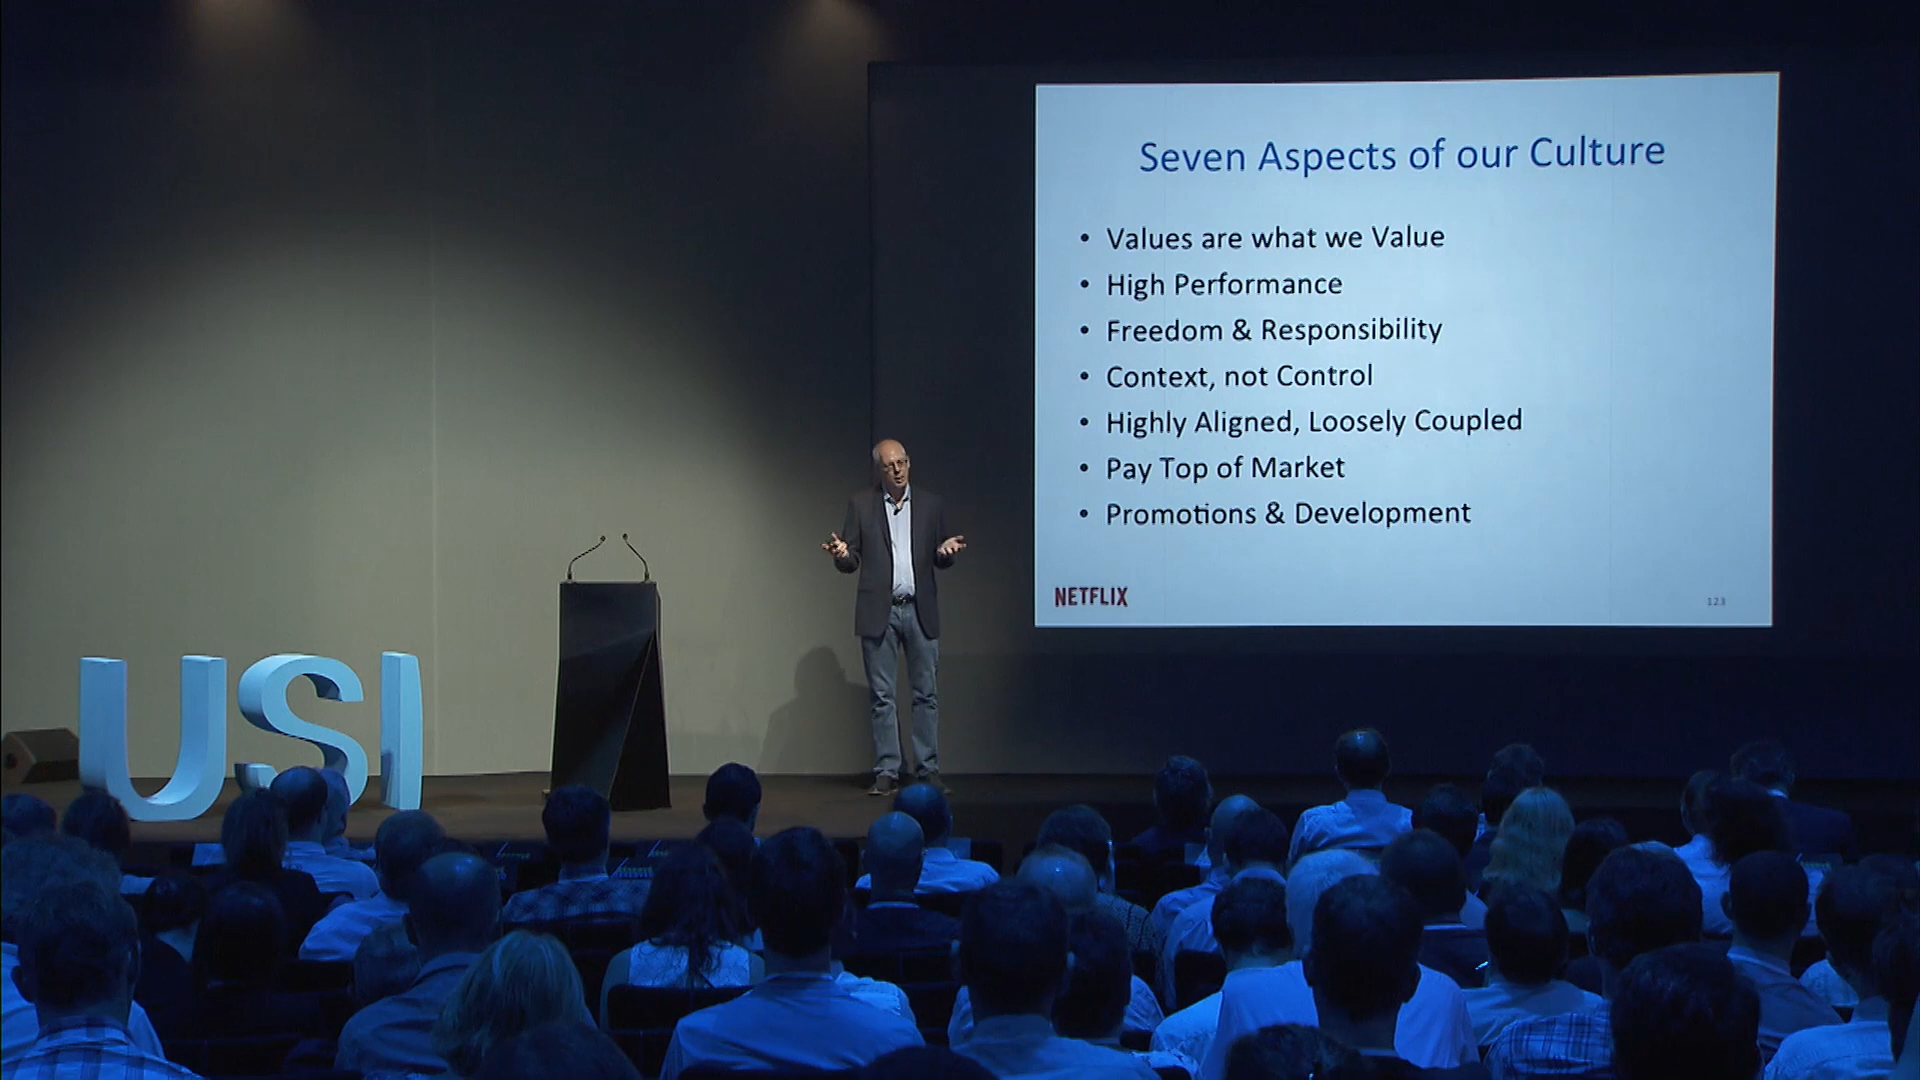 Seven Aspects of our Culture
• Values are what we Value
• High Performance
• Freedom & Responsibility
• Context, not Control
• Highly Aligned, Loosely Coupled
• Pay Top of Market
• Promotions & Development
NETFLIX
123
USI